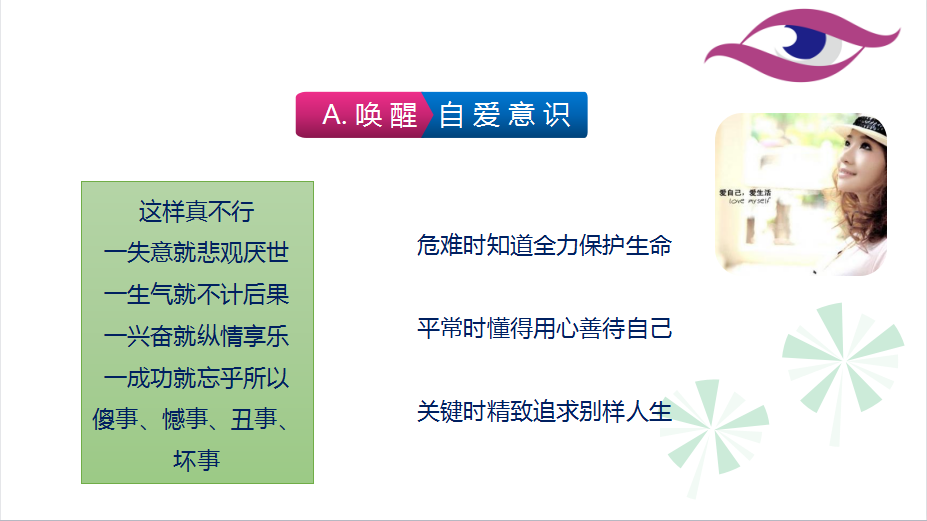 A. 唤醒 自爱意识
这样真不行
一失意就悲观厌世
一生气就不计后果
一兴奋就纵情享乐
一成功就忘乎所以
傻事、憾事、丑事、
坏事
危难时知道全力保护生命
平常时懂得用心善待自己
关键时精致追求别样人生
爱自己，爱生活
love myself